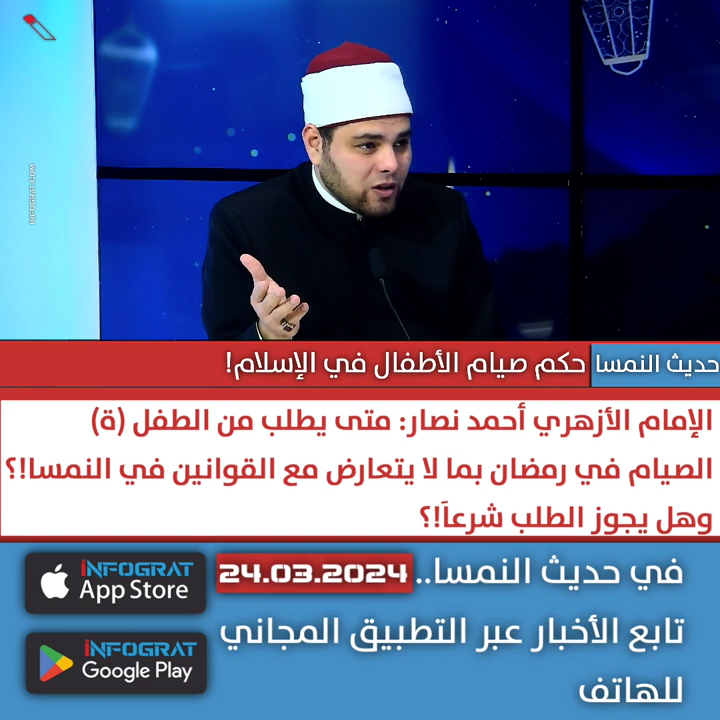 INFOGRAT.COM
حديث النمسا حكم صيام الأطفال في الإسلام!
الإمام الأزهري أحمد نصار: متى يطلب من الطفل (ة)
الصيام في رمضان بما لا يتعارض مع القوانين في النمسا!؟
وهل يجوز الطلب شرعاَ!؟
في حديث النمسا.. 24.03.2024
تابع الأخبار عبر التطبيق المجاني
للهاتف
INFOGRAT
App Store
INFOGRAT
Google Play